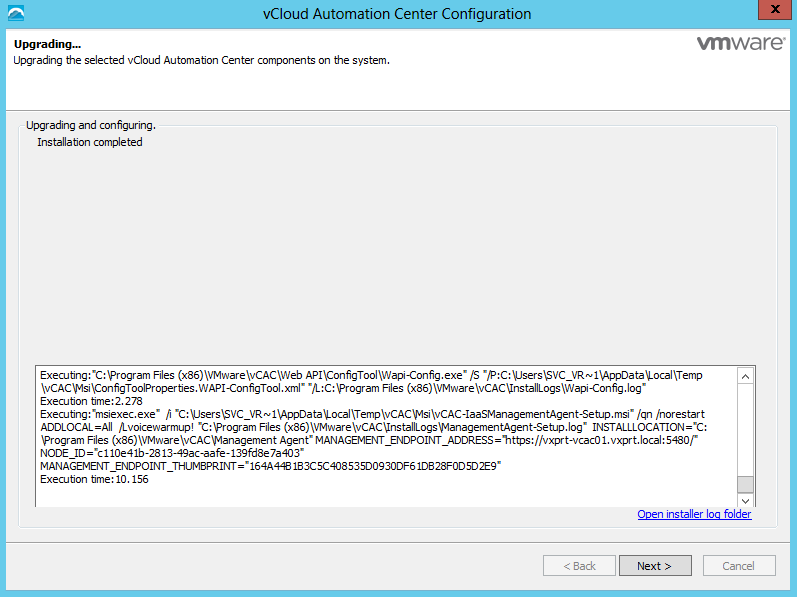 vCloud Automation Center Configuration
x
Upgrading...
Upgrading the selected vCloud Automation Center components on the system.
vmware®
Upgrading and configuring.
Installation completed
Executing:"C:\Program Files (x86)\VMware\vCAC\Web API\ConfigTool\Wapi-Config.exe" /S "/P:C:\Users\SVC_VR~1\AppData\Local\Temp
\vCAC\Msi\ConfigToolProperties.WAPI-ConfigTool.xml" "/L:C:\Program Files (x86)\VMware\vCAC\InstallLogs\Wapi-Config.log"
Execution time:2.278
Executing:"msiexec.exe"  /i "C:\Users\SVC_VR~1\AppData\Local\Temp\vCAC\Msi\vCAC-IaaSManagementAgent-Setup.msi" /qn /norestart
ADDLOCAL=All  /Lvoicewarmup! "C:\Program Files (x86)\VMware\vCAC\InstallLogs\ManagementAgent-Setup.log"  INSTALLLOCATION="C:
\Program Files (x86)\VMware\vCAC\Management Agent" MANAGEMENT_ENDPOINT_ADDRESS="https://vxprt-vcac01.vxprt.local:5480/"
NODE_ID="c110e41b-2813-49ac-aafe-139fd8e7a403"
MANAGEMENT_ENDPOINT_THUMBPRINT="164A44B1B3C5C408535D0930DF61DB28F0D5D2E9"
Execution time:10.156
Open installer log folder
< Back
Next >
Cancel